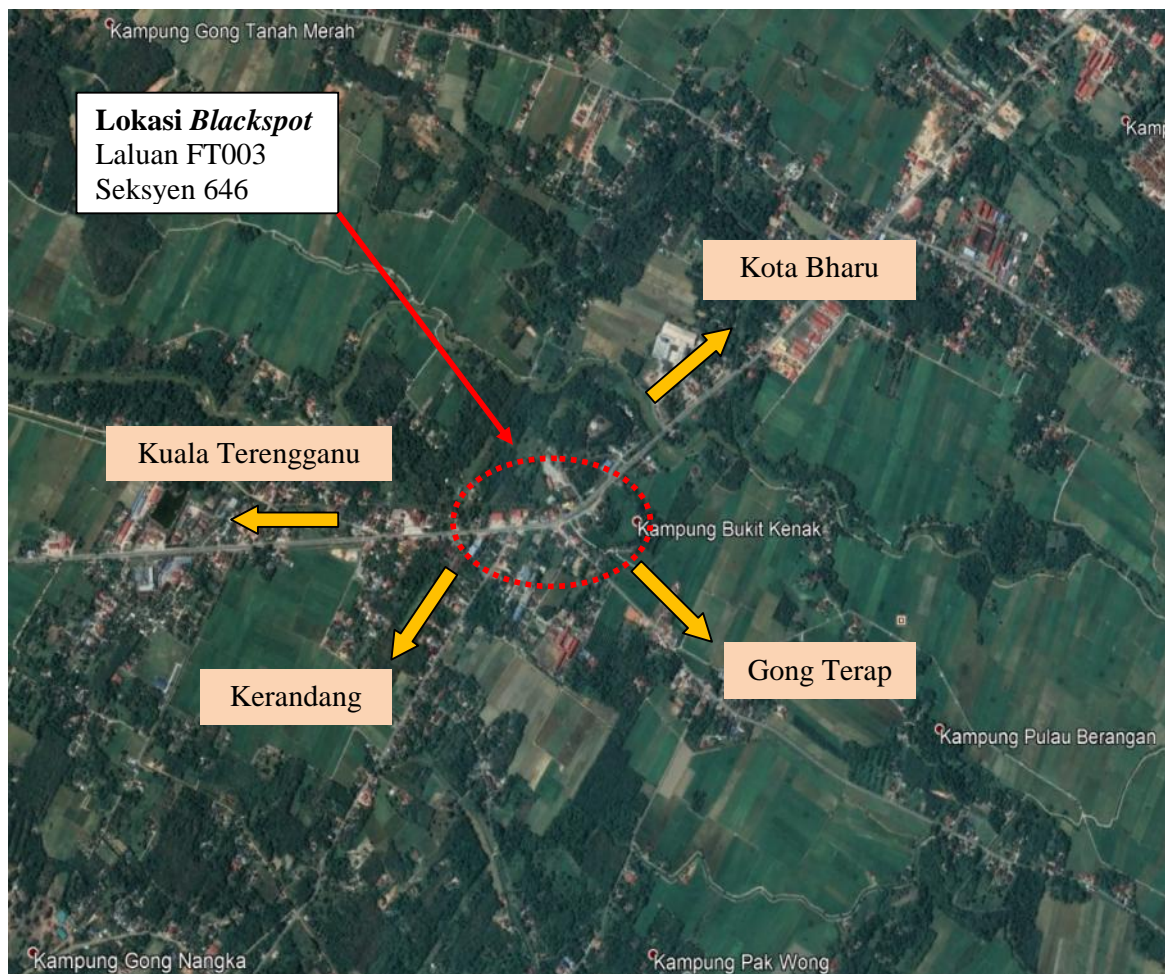 Kampung Gong Tanah Merah
Lokasi Blackspot
Laluan FT003
Seksyen 646
Kota Bharu
Kuala Terengganu
Kampung Bukit Kenak
Kerandang
Gong Terap
Kampung Pulau Berangan
Kampung Gong Nangka
Kampung Pak Wong